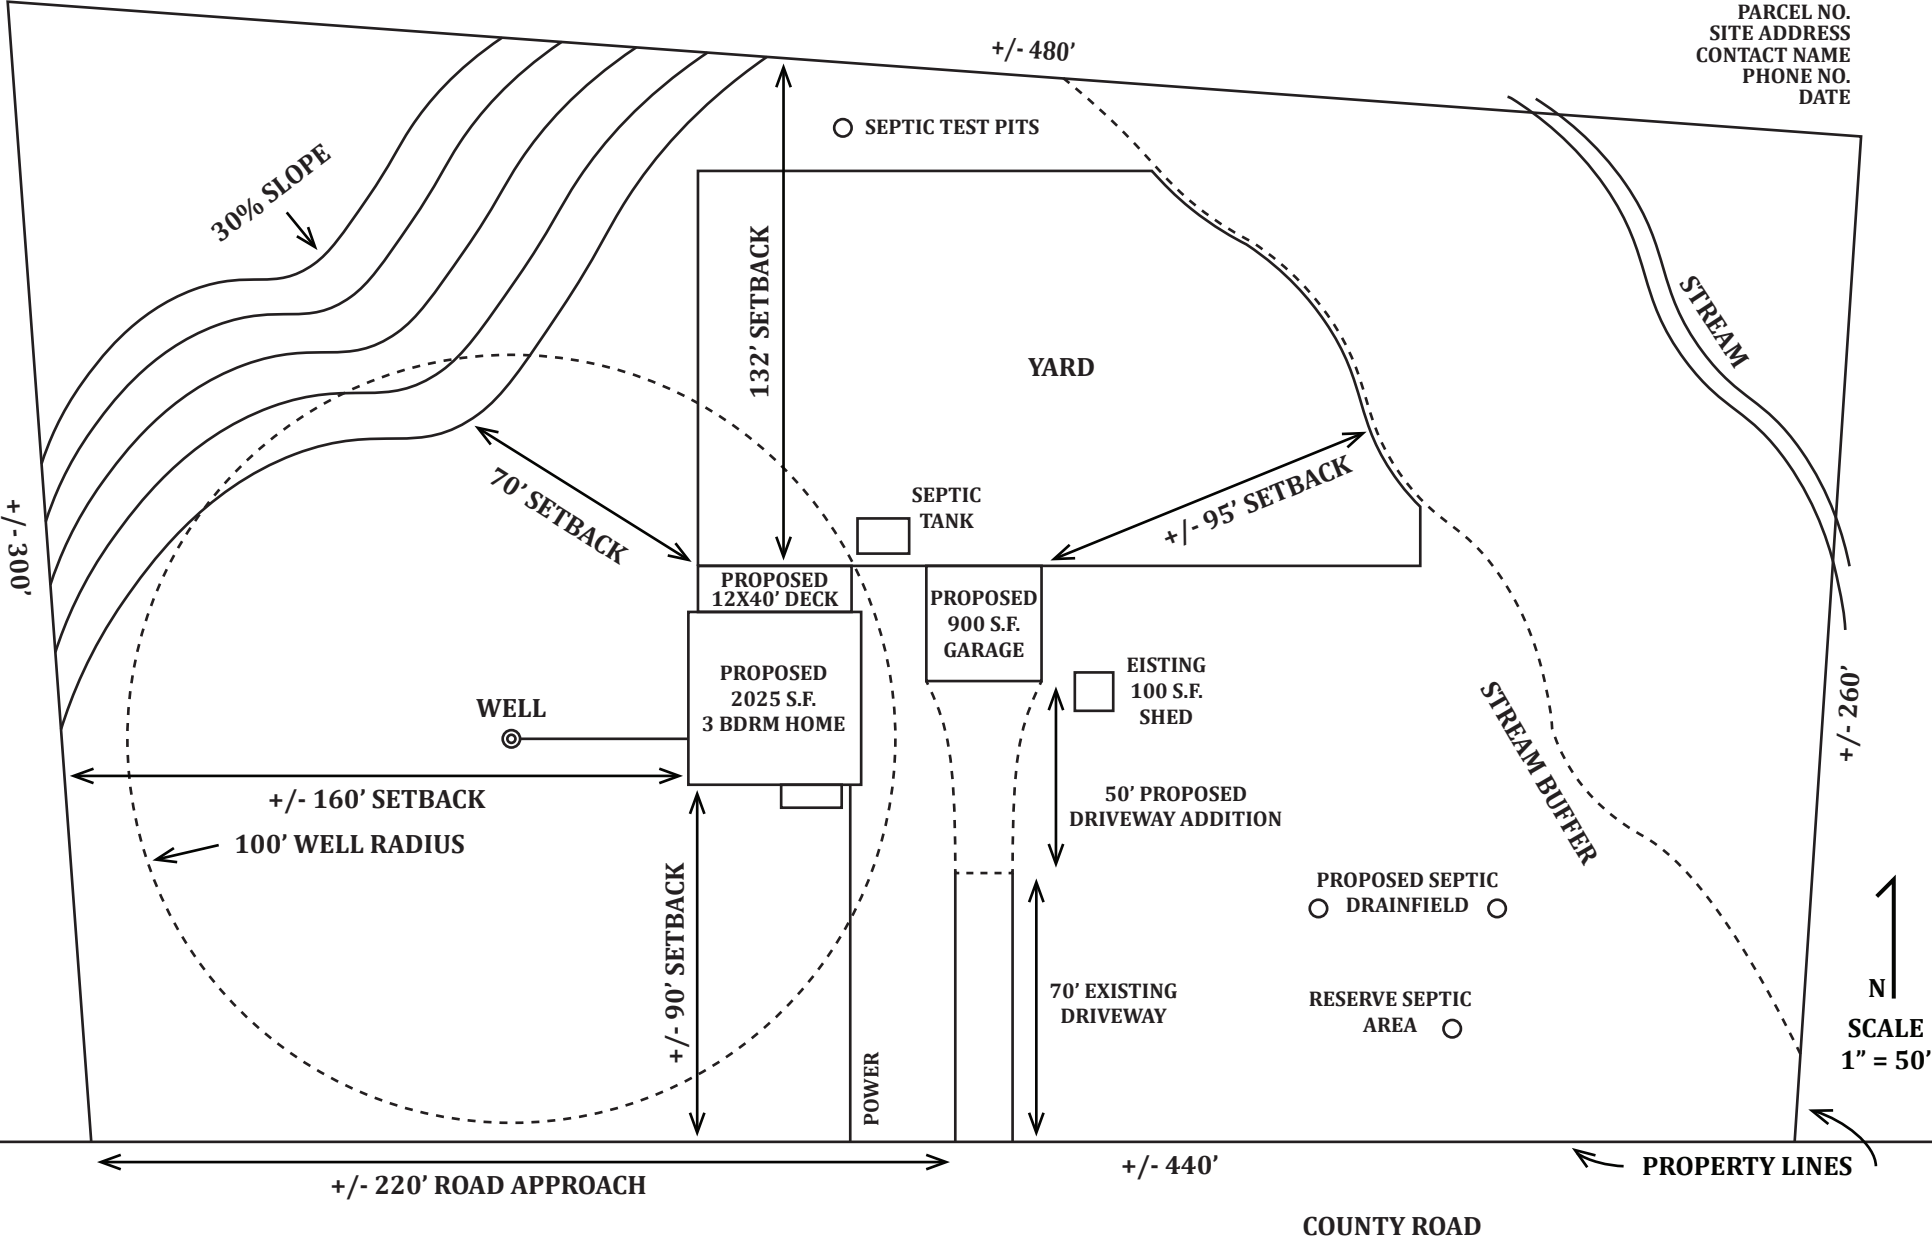 PARCEL NO.
SITE ADDRESS
CONTACT NAME
PHONE NO.
DATE
+/- 480’
SEPTIC TEST PITS
30% SLOPE
132’ SETBACK
STREAM
YARD
70’ SETBACK
+/- 95’ SETBACK
SEPTIC
TANK
+/- 300’
PROPOSED
12X40’ DECK
PROPOSED
900 S.F.
GARAGE
PROPOSED
2025 S.F.
3 BDRM HOME
EISTING
100 S.F.
SHED
WELL
+/- 260’
STREAM BUFFER
+/- 160’ SETBACK
50’ PROPOSED
DRIVEWAY ADDITION
100’ WELL RADIUS
+/- 90’ SETBACK
PROPOSED SEPTIC
DRAINFIELD
70’ EXISTING
DRIVEWAY
RESERVE SEPTIC
AREA
N
SCALE
1” = 50’
POWER
+/- 220’ ROAD APPROACH
+/- 440’
PROPERTY LINES
COUNTY ROAD